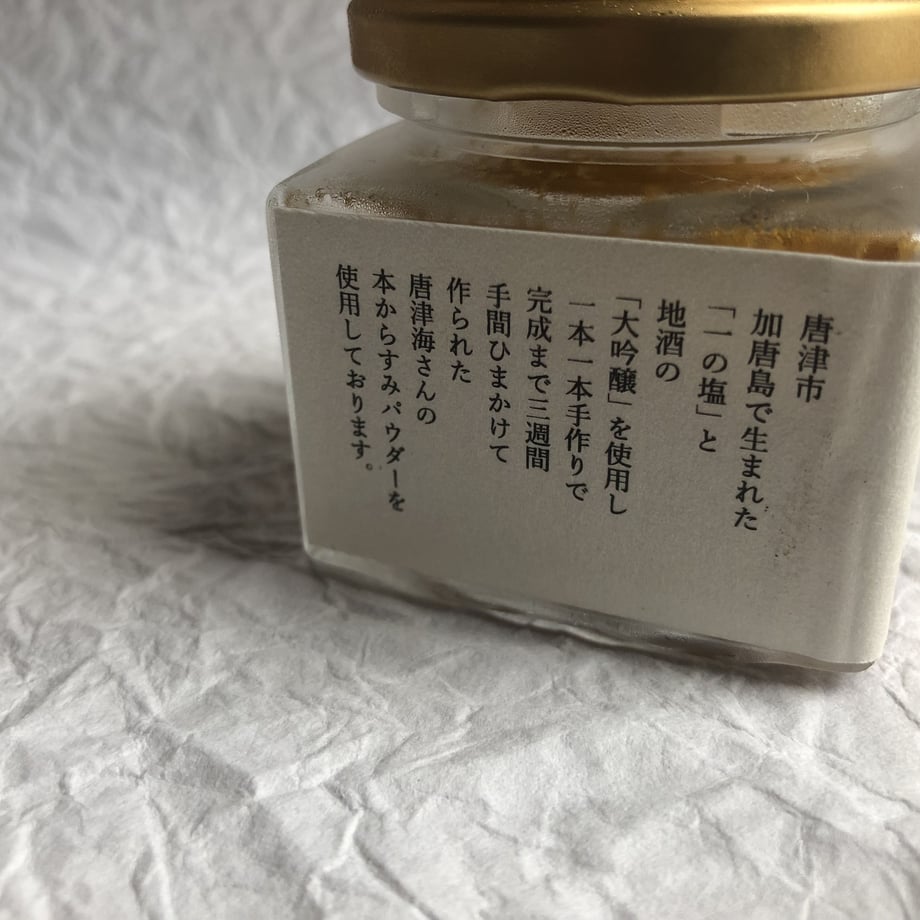 唐津市
加唐島で生まれた
「一の塩」と
地酒の
「大吟醸」を使用し
一本一本手作りで
完成まで三週間
手間ひまかけて
作られた
唐津海さんの
本からすみパウダーを
使用しております。